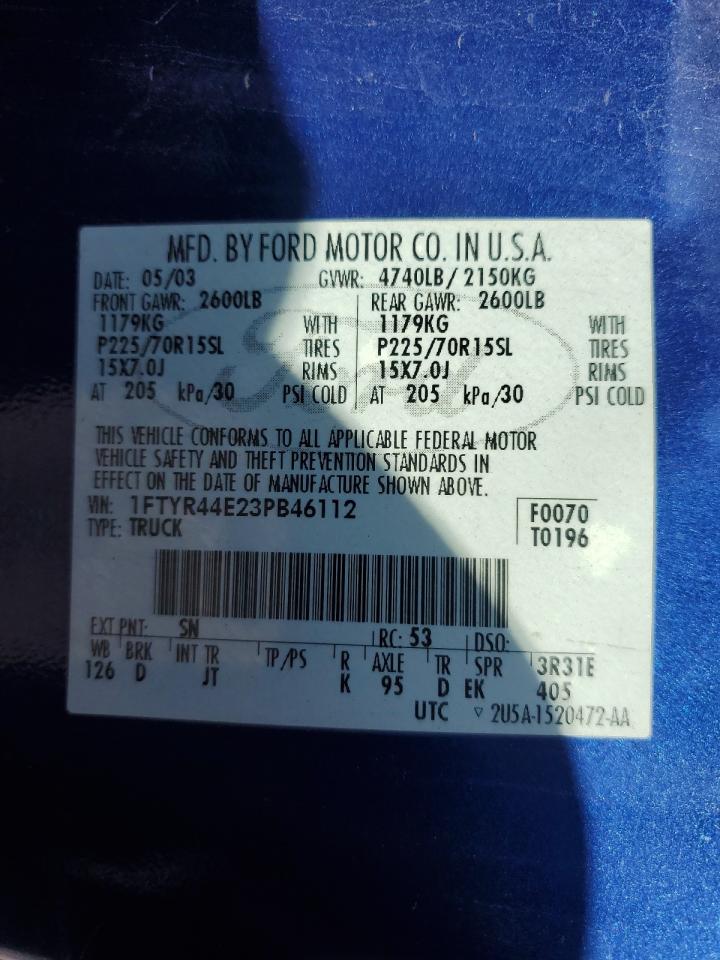 MFD. BY FORD MOTOR CO. IN U.S.A.
DATE: 05/03 GVWR: 4740LB/2150KG
FRONT GAWR: 2600LB REAR GAWR: 2600LB
1179KG WITH 1179KG WITH
P225/70R15SL TIRES P225/70R15SL TIRES
15X7.0J RIMS 15X7.0J RIMS
AT 205 kPa/30 PSI COLD AT 205 kPa/30 PSI COLD
Ford
THIS VEHICLE CONFORMS TO ALL APPLICABLE FEDERAL MOTOR
VEHICLE SAFETY AND THEFT PREVENTION STANDARDS IN
EFFECT ON THE DATE OF MANUFACTURE SHOWN ABOVE.
VIN: 1FTYR44E23PB46112 F0070
TYPE: TRUCK T0196
EXT PNT: SN RC: 53 DSO:
WB BRK INT TR TP/PS R AXLE TR SPR 3R31E
126 D JT K 95 D EK 405
UTC ▽ 2U5A-1520472-AA